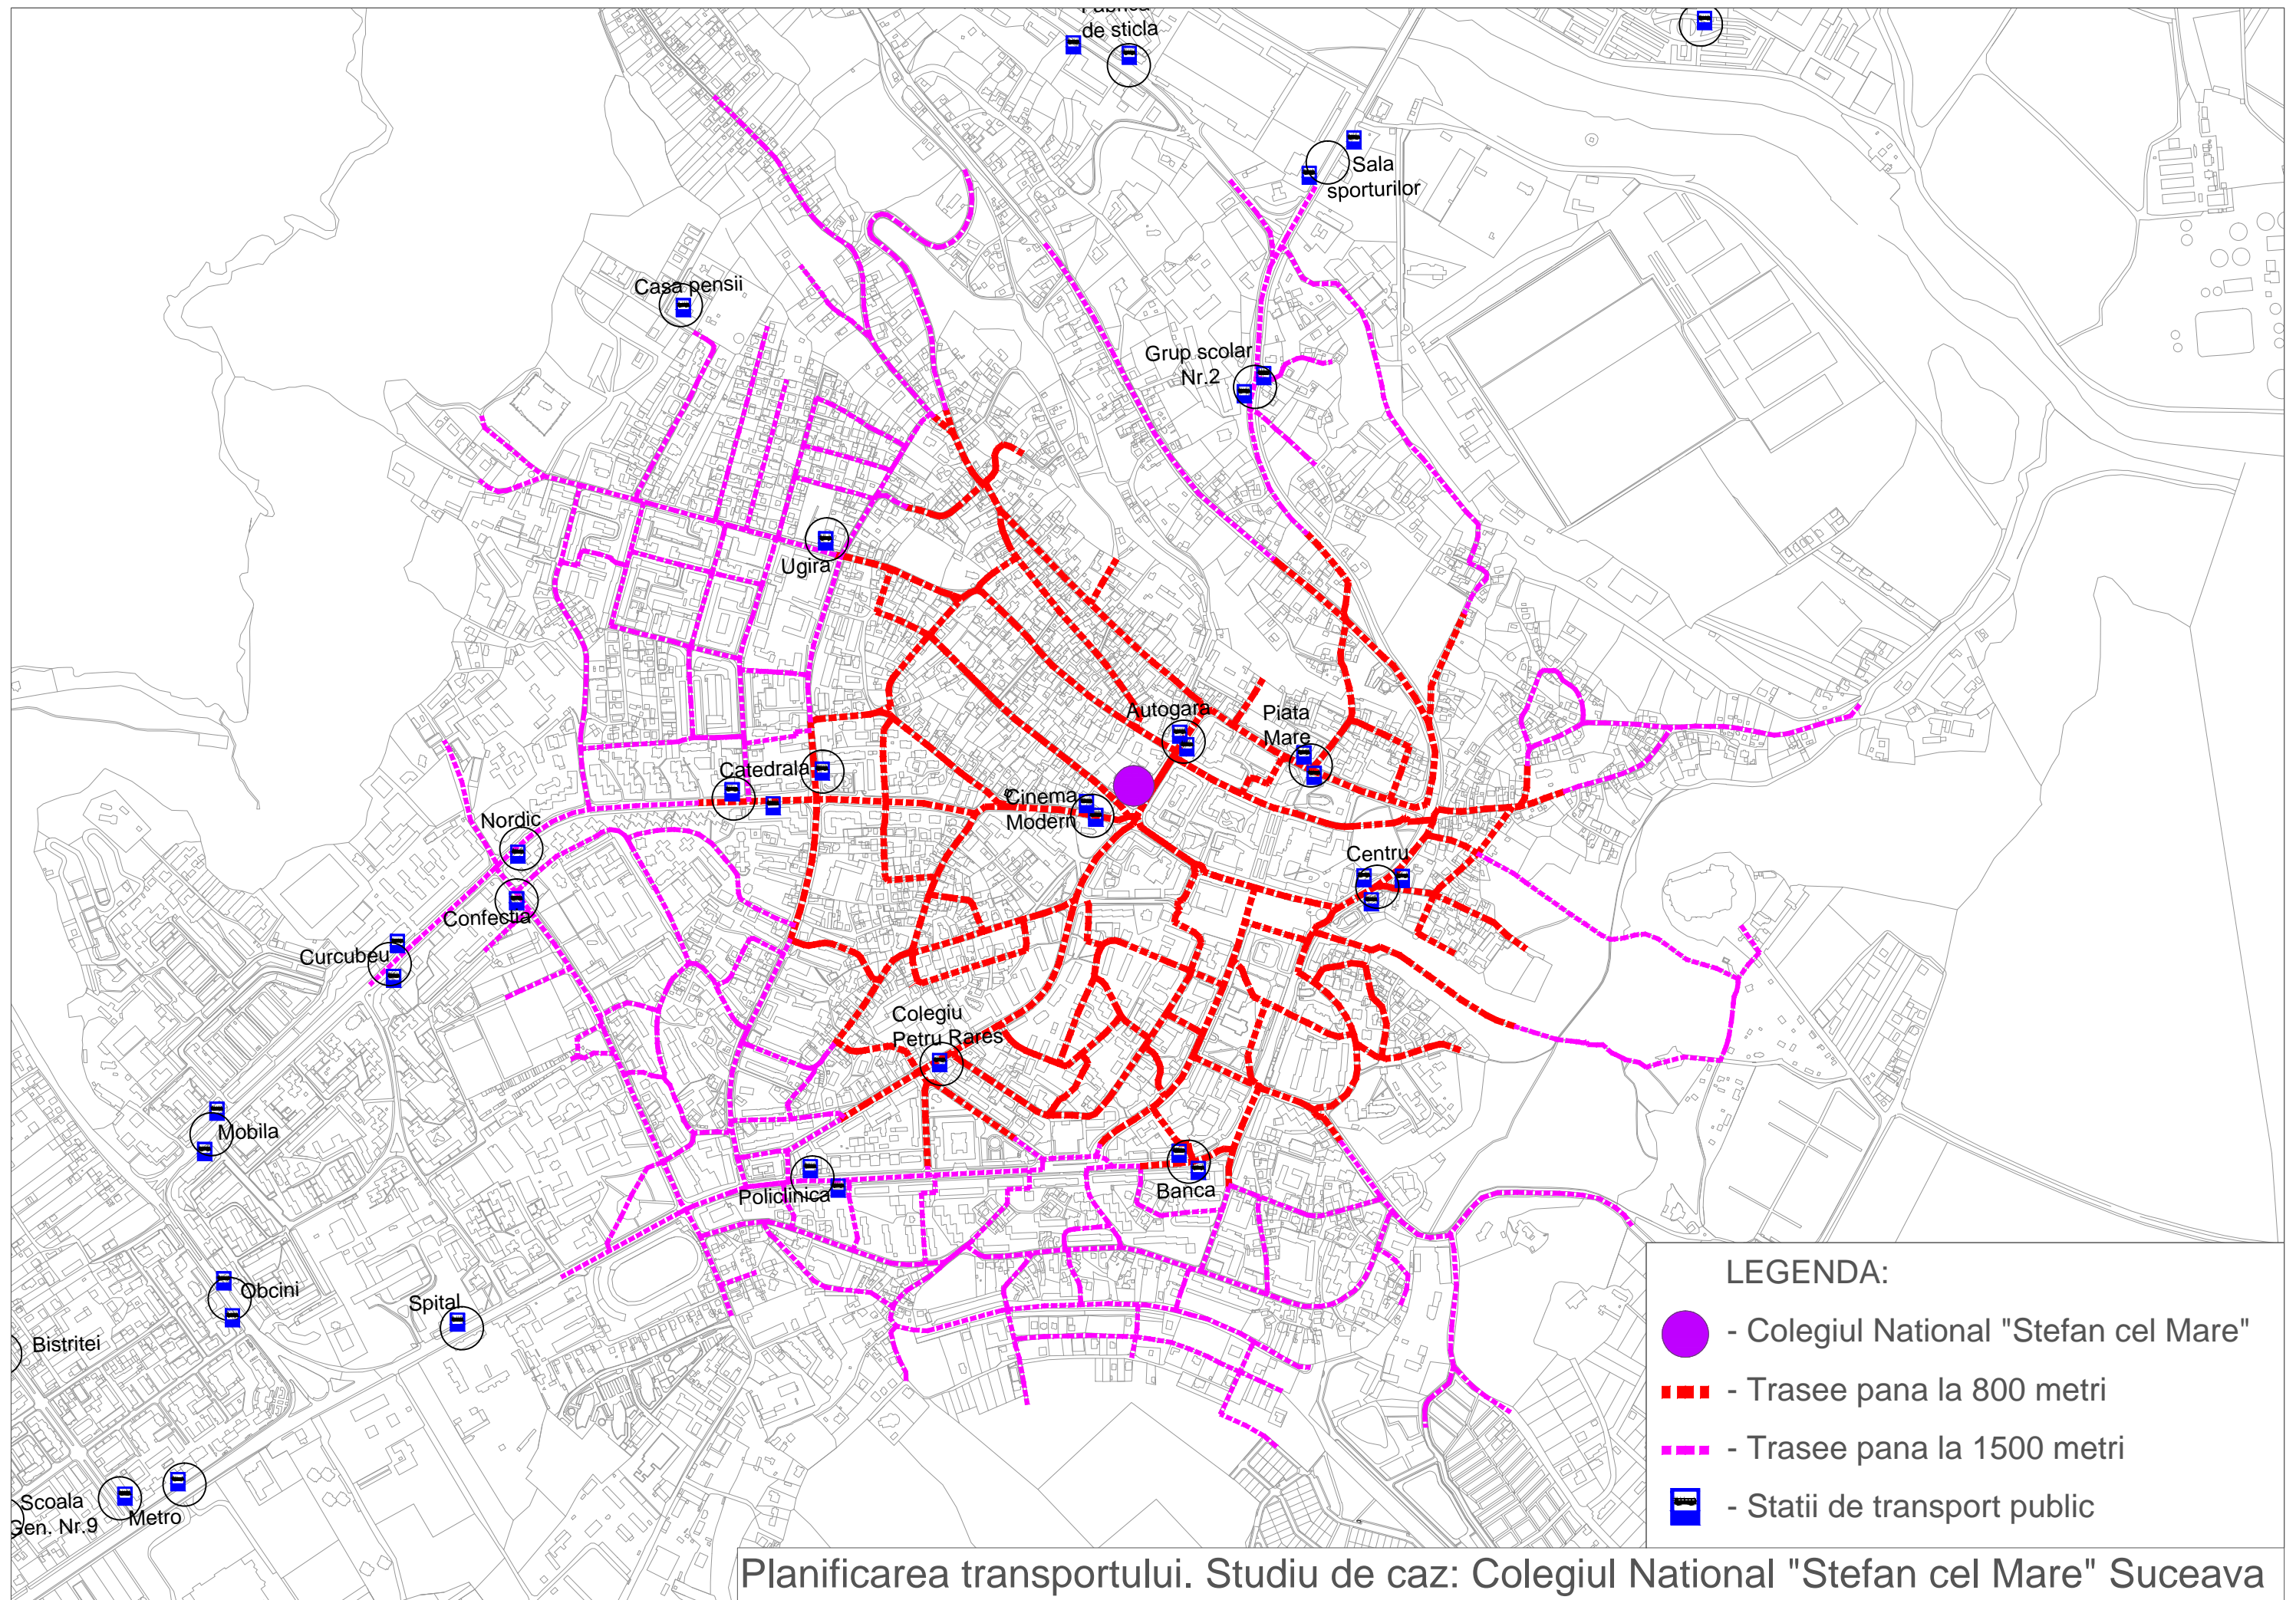 Fabrica
de sticla
Sala
sporturilor
Casa pensii
Grup scolar
Nr.2
Ugira
Autogara
Piata
Mare
Catedrala
Cinema
Modern
Nordic
Centru
Confectia
Curcubeu
Colegiu
Petru Rares
Mobila
Policlinica
Banca
Obcini
Spital
Bistritei
Scoala
Gen. Nr.9
Metro
LEGENDA:
- Colegiul National "Stefan cel Mare"
- Trasee pana la 800 metri
- Trasee pana la 1500 metri
- Statii de transport public
Planificarea transportului. Studiu de caz: Colegiul National "Stefan cel Mare" Suceava